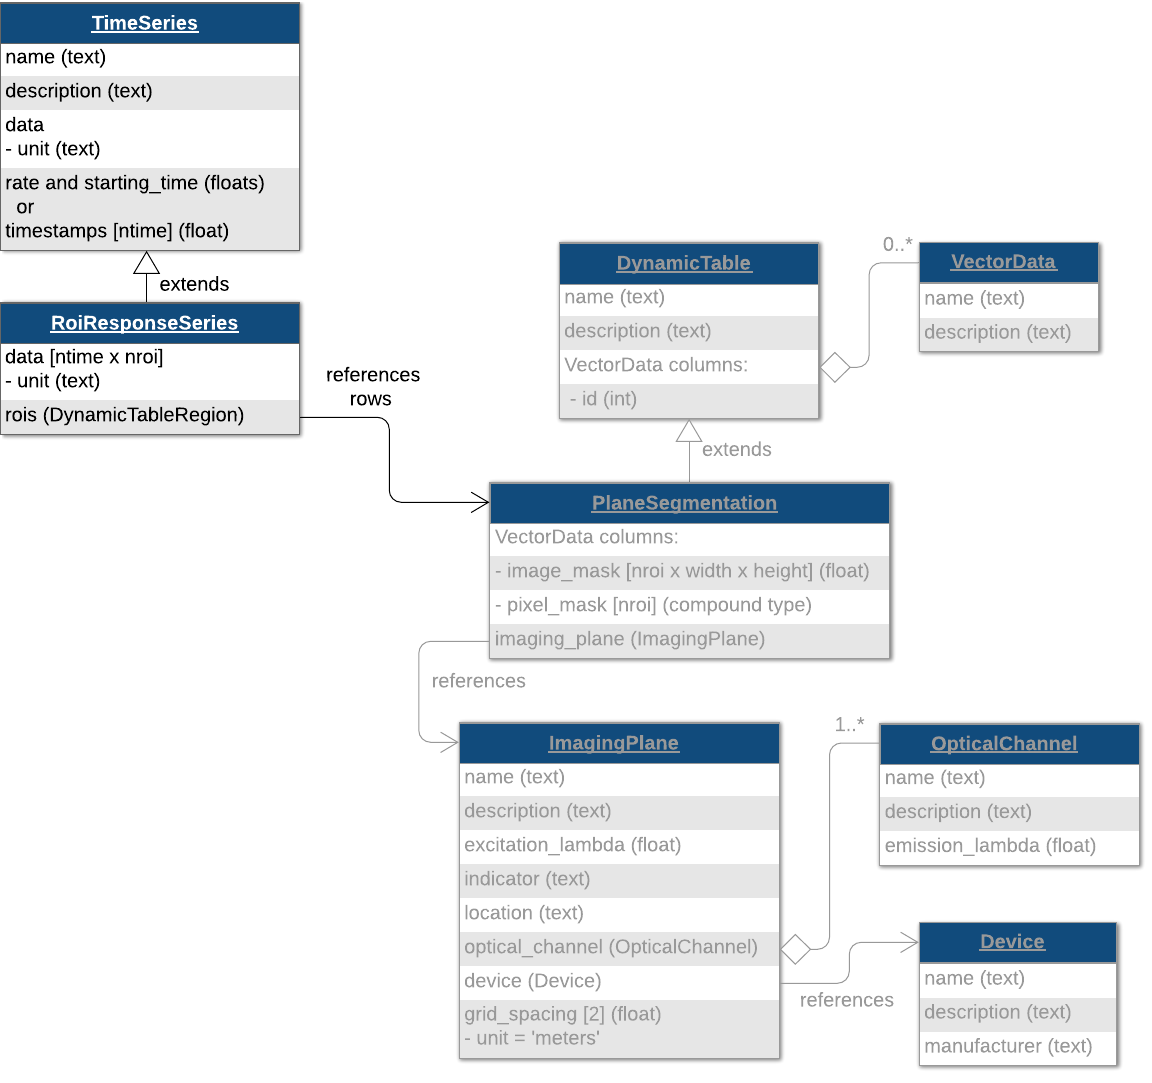 TimeSeries
name (text)
description (text)
data
- unit (text)
rate and starting_time (floats)
or
timestamps [ntime] (float)
extends
RoiResponseSeries
data [ntime x nroi]
- unit (text)
rois (DynamicTableRegion)
references
rows
DynamicTable
name (text)
description (text)
VectorData columns:
- id (int)
0..*
VectorData
name (text)
description (text)
extends
PlaneSegmentation
VectorData columns:
- image_mask [nroi x width x height] (float)
- pixel_mask [nroi] (compound type)
imaging_plane (ImagingPlane)
references
ImagingPlane
name (text)
description (text)
excitation_lambda (float)
indicator (text)
location (text)
optical_channel (OpticalChannel)
device (Device)
grid_spacing [2] (float)
- unit = 'meters'
1..*
OpticalChannel
name (text)
description (text)
emission_lambda (float)
references
Device
name (text)
description (text)
manufacturer (text)